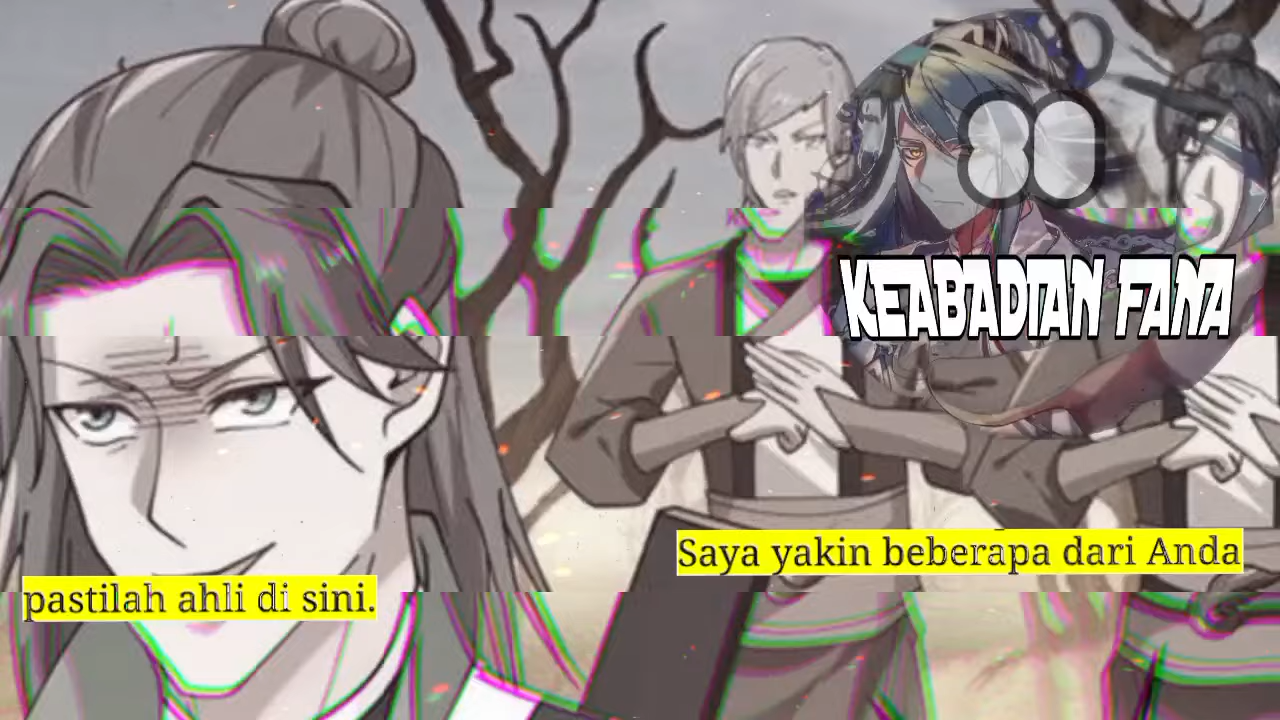 KEABADIAN FANA
Saya yakin beberapa dari Anda
pastilah ahli di sini.